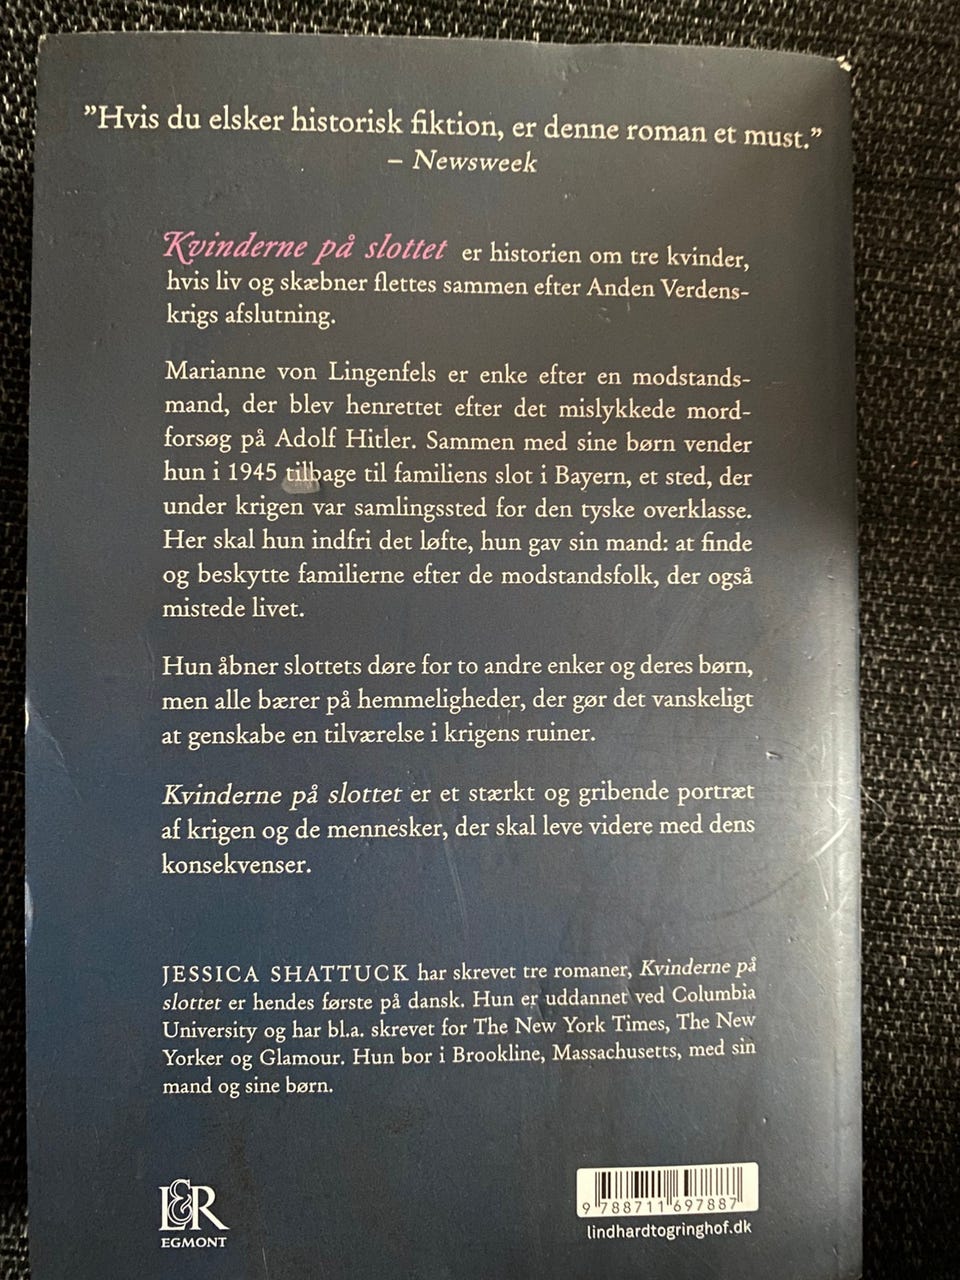 ”Hvis du elsker historisk fiktion, er denne roman et must.”
– Newsweek
Kvinderne på slottet er historien om tre kvinder,
hvis liv og skæbner flettes sammen efter Anden Verdens-
krigs afslutning.
Marianne von Lingenfels er enke efter en modstands-
mand, der blev henrettet efter det mislykkede mord-
forsøg på Adolf Hitler. Sammen med sine børn vender
hun i 1945 tilbage til familiens slot i Bayern, et sted, der
under krigen var samlingssted for den tyske overklasse.
Her skal hun indfri det løfte, hun gav sin mand: at finde
og beskytte familierne efter de modstandsfolk, der også
mistede livet.
Hun åbner slottets døre for to andre enker og deres børn,
men alle bærer på hemmeligheder, der gør det vanskeligt
at genskabe en tilværelse i krigens ruiner.
Kvinderne på slottet er et stærkt og gribende portræt
af krigen og de mennesker, der skal leve videre med dens
konsekvenser.
JESSICA SHATTUCK har skrevet tre romaner, Kvinderne på
slottet er hendes første på dansk. Hun er uddannet ved Columbia
University og har bl.a. skrevet for The New York Times, The New
Yorker og Glamour. Hun bor i Brookline, Massachusetts, med sin
mand og sine børn.
L&R
EGMONT
9 788711 697887
lindhardtogringhof.dk